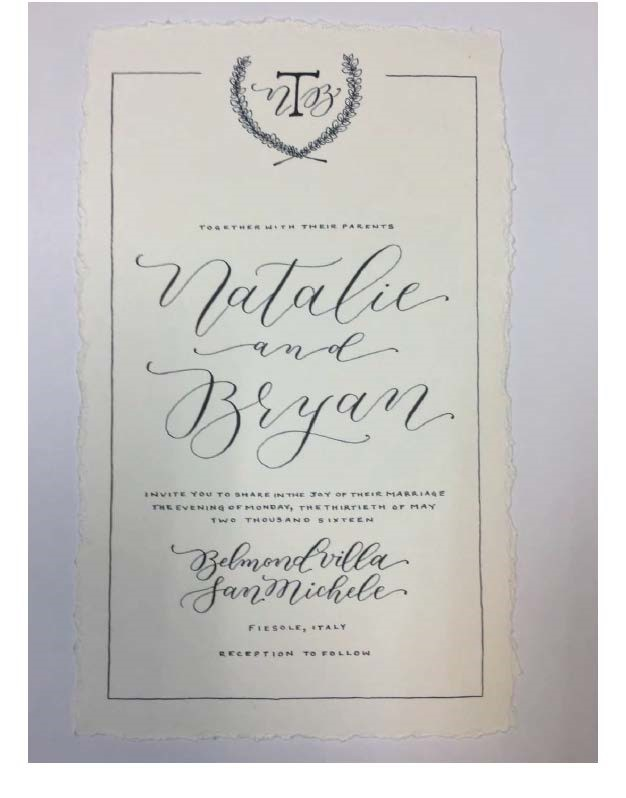 NTB
TOGETHER WITH THEIR PARENTS
Natalie
and
Bryan
INVITE YOU TO SHARE IN THE JOY OF THEIR MARRIAGE
THE EVENING OF MONDAY, THE THIRTIETH OF MAY
TWO THOUSAND SIXTEEN
Belmond villa
San Michele
FIESOLE, ITALY
RECEPTION TO FOLLOW